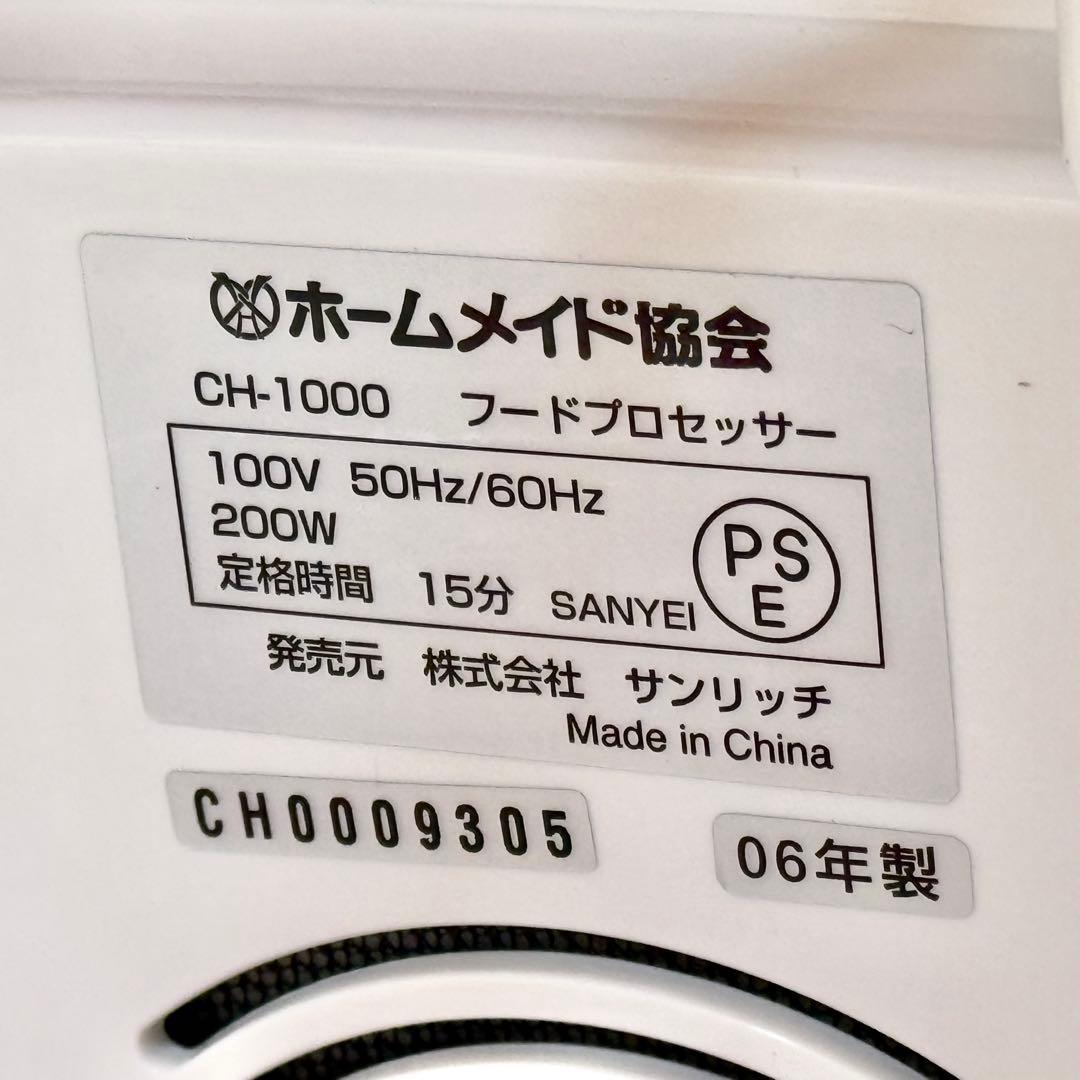 ホームメイド協会
CH-1000 フードプロセッサー
100V 50Hz/60Hz
200W
定格時間 15分 SANYEI
PSE
発売元 株式会社 サンリッチ
Made in China
CH0009305
06年製